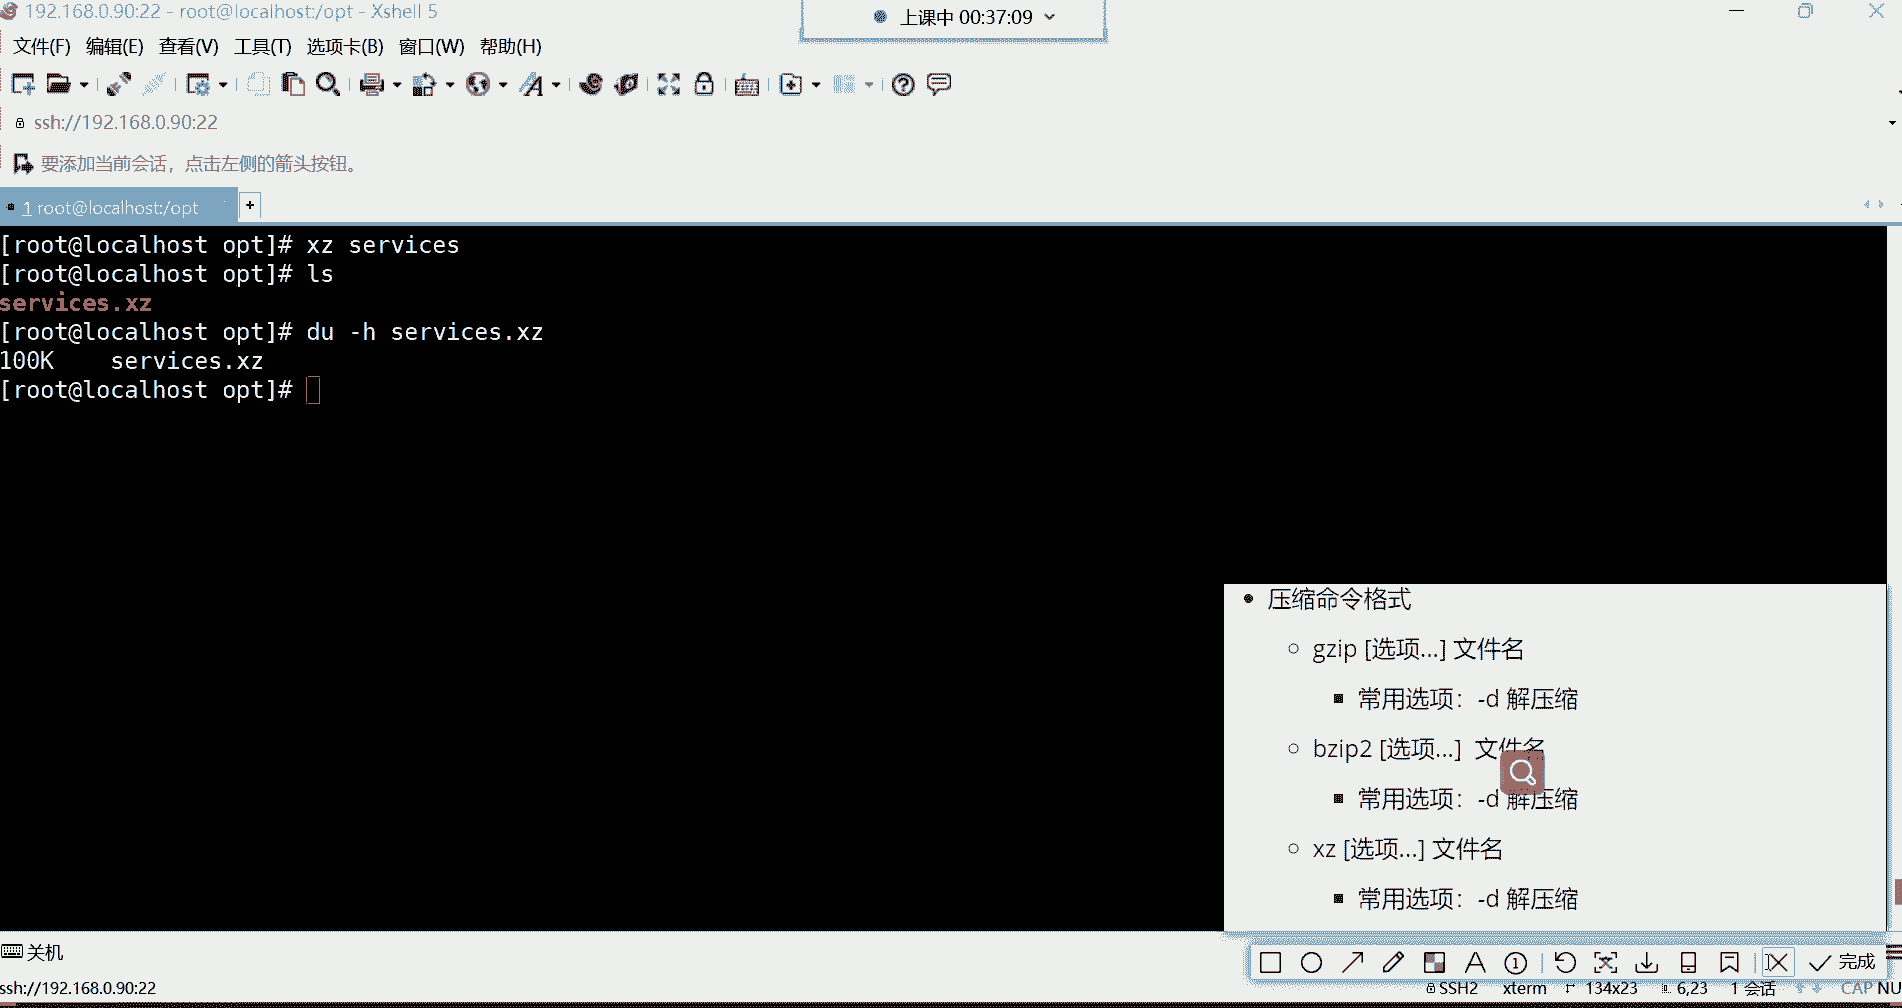 192.168.0.90:22 - root@localhost:/opt - Xshell 5
上课中 00:37:09
文件(F) 编辑(E) 查看(V) 工具(T) 选项卡(B) 窗口(W) 帮助(H)
ssh://192.168.0.90:22
要添加当前会话，点击左侧的箭头按钮。
1 root@localhost:/opt
[root@localhost opt]# xz services
[root@localhost opt]# ls
services.xz
[root@localhost opt]# du -h services.xz
100K services.xz
[root@localhost opt]#
压缩命令格式
gzip [选项...] 文件名
常用选项：-d 解压缩
bzip2 [选项...] 文件名
常用选项：-d 解压缩
xz [选项...] 文件名
常用选项：-d 解压缩
关机
完成
ssh://192.168.0.90:22
SSH2 xterm 134x23 6,23 1 会话 CAP NU